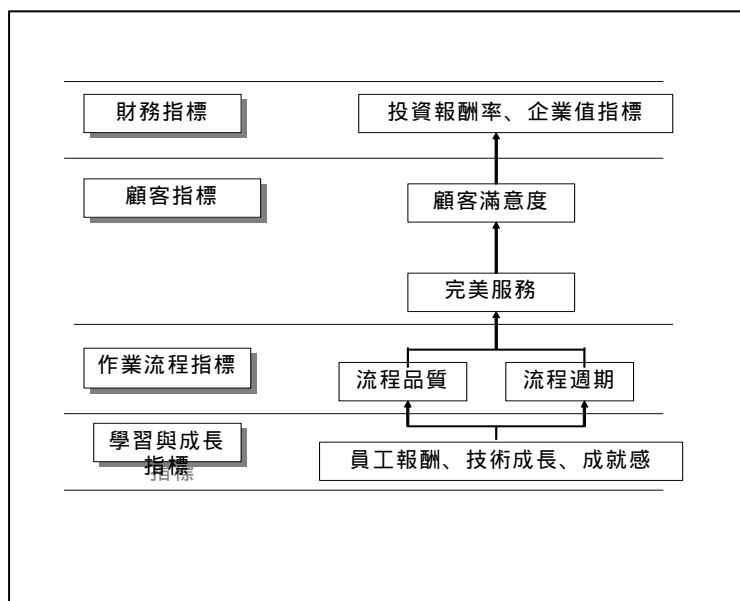 財務指標
投資報酬率、企業值指標
顧客指標
顧客滿意度
完美服務
作業流程指標
流程品質
流程週期
學習與成長
指標
指標
員工報酬、技術成長、成就感